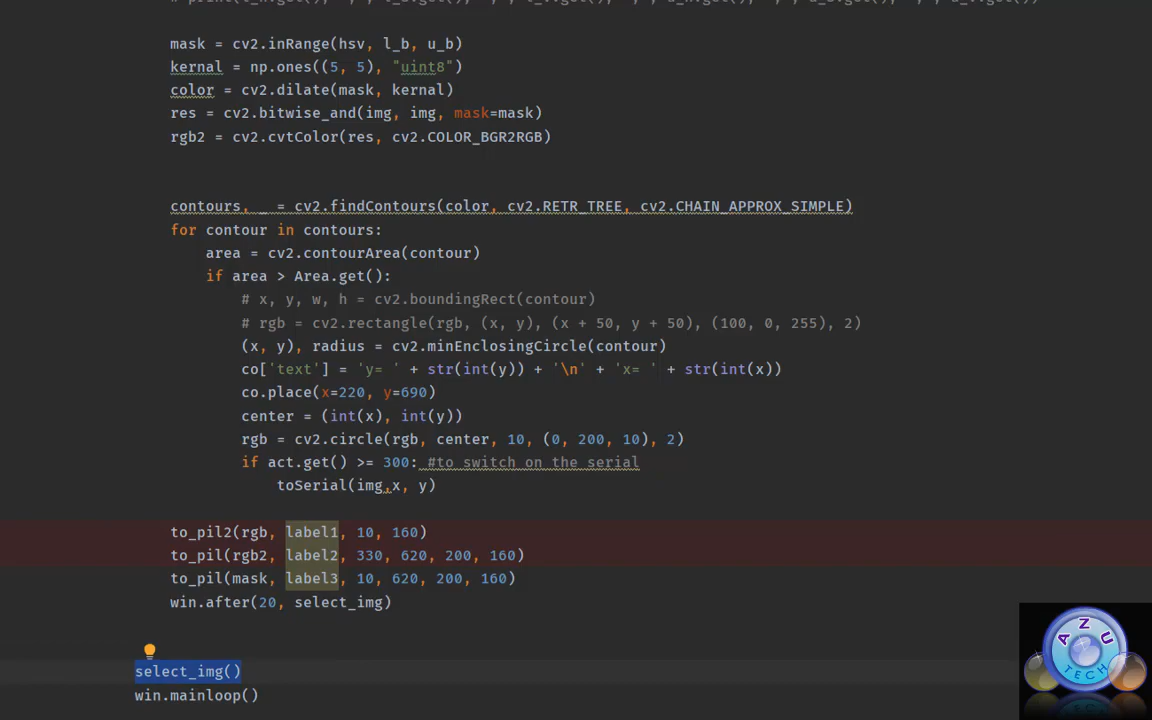 mask = cv2.inRange(hsv, l_b, u_b)
kernal = np.ones((5, 5), "uint8")
color = cv2.dilate(mask, kernal)
res = cv2.bitwise_and(img, img, mask=mask)
rgb2 = cv2.cvtColor(res, cv2.COLOR_BGR2RGB)
contours, _ = cv2.findContours(color, cv2.RETR_TREE, cv2.CHAIN_APPROX_SIMPLE)
for contour in contours:
area = cv2.contourArea(contour)
if area > Area.get():
# x, y, w, h = cv2.boundingRect(contour)
# rgb = cv2.rectangle(rgb, (x, y), (x + 50, y + 50), (100, 0, 255), 2)
(x, y), radius = cv2.minEnclosingCircle(contour)
co['text'] = 'y= ' + str(int(y)) + '\n' + 'x= ' + str(int(x))
co.place(x=220, y=690)
center = (int(x), int(y))
rgb = cv2.circle(rgb, center, 10, (0, 200, 10), 2)
if act.get() >= 300: #to switch on the serial
toSerial(img,x, y)
to_pil2(rgb, label1, 10, 160)
to_pil(rgb2, label2, 330, 620, 200, 160)
to_pil(mask, label3, 10, 620, 200, 160)
win.after(20, select_img)
select_img()
win.mainloop()
AZU
TECH